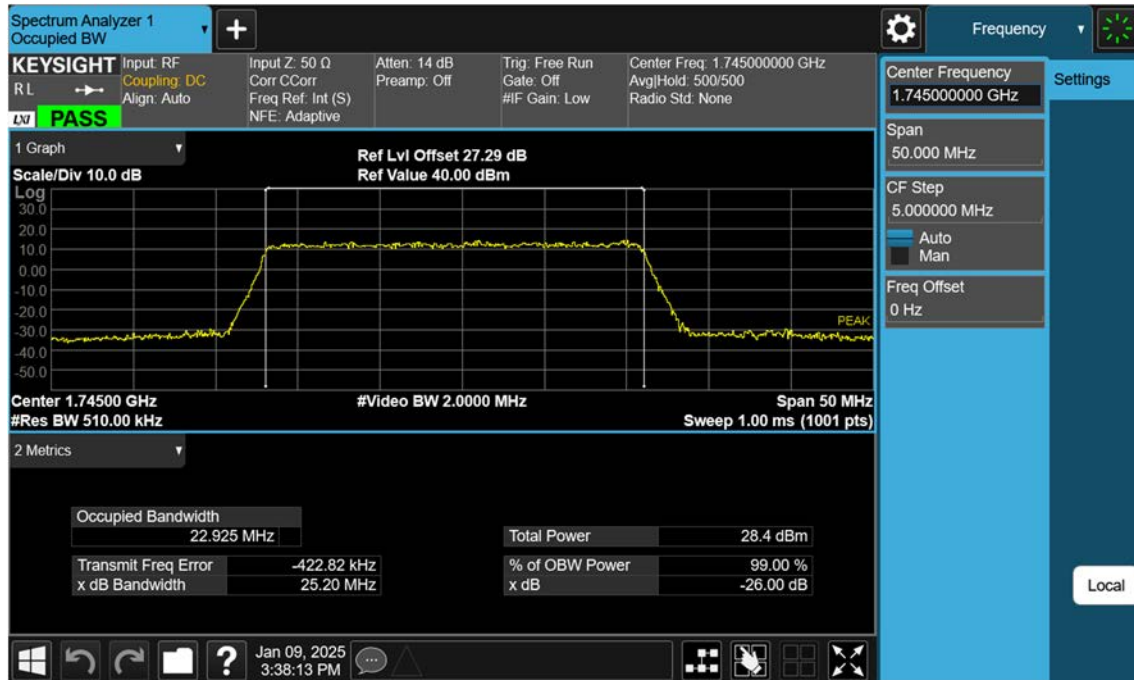 Spectrum Analyzer 1
Occupied BW
Frequency
KEYSIGHT
R L
LXI
PASS
Input: RF
Coupling: DC
Align: Auto
Input Z: 50 Ω
Corr CCorr
Freq Ref: Int (S)
NFE: Adaptive
Atten: 14 dB
Preamp: Off
Trig: Free Run
Gate: Off
#IF Gain: Low
Center Freq: 1.745000000 GHz
Avg|Hold: 500/500
Radio Std: None
Center Frequency
1.745000000 GHz
Settings
Span
50.000 MHz
CF Step
5.000000 MHz
Auto
Man
Freq Offset
0 Hz
Local
1 Graph
Scale/Div 10.0 dB
Ref Lvl Offset 27.29 dB
Ref Value 40.00 dBm
Log
30.0
20.0
10.0
0.00
-10.0
-20.0
-30.0
-40.0
-50.0
PEAK
Center 1.74500 GHz
#Video BW 2.0000 MHz
Span 50 MHz
#Res BW 510.00 kHz
Sweep 1.00 ms (1001 pts)
2 Metrics
Occupied Bandwidth
22.925 MHz
Total Power 28.4 dBm
Transmit Freq Error -422.82 kHz
% of OBW Power 99.00 %
x dB Bandwidth 25.20 MHz
x dB -26.00 dB
?
Jan 09, 2025
3:38:13 PM